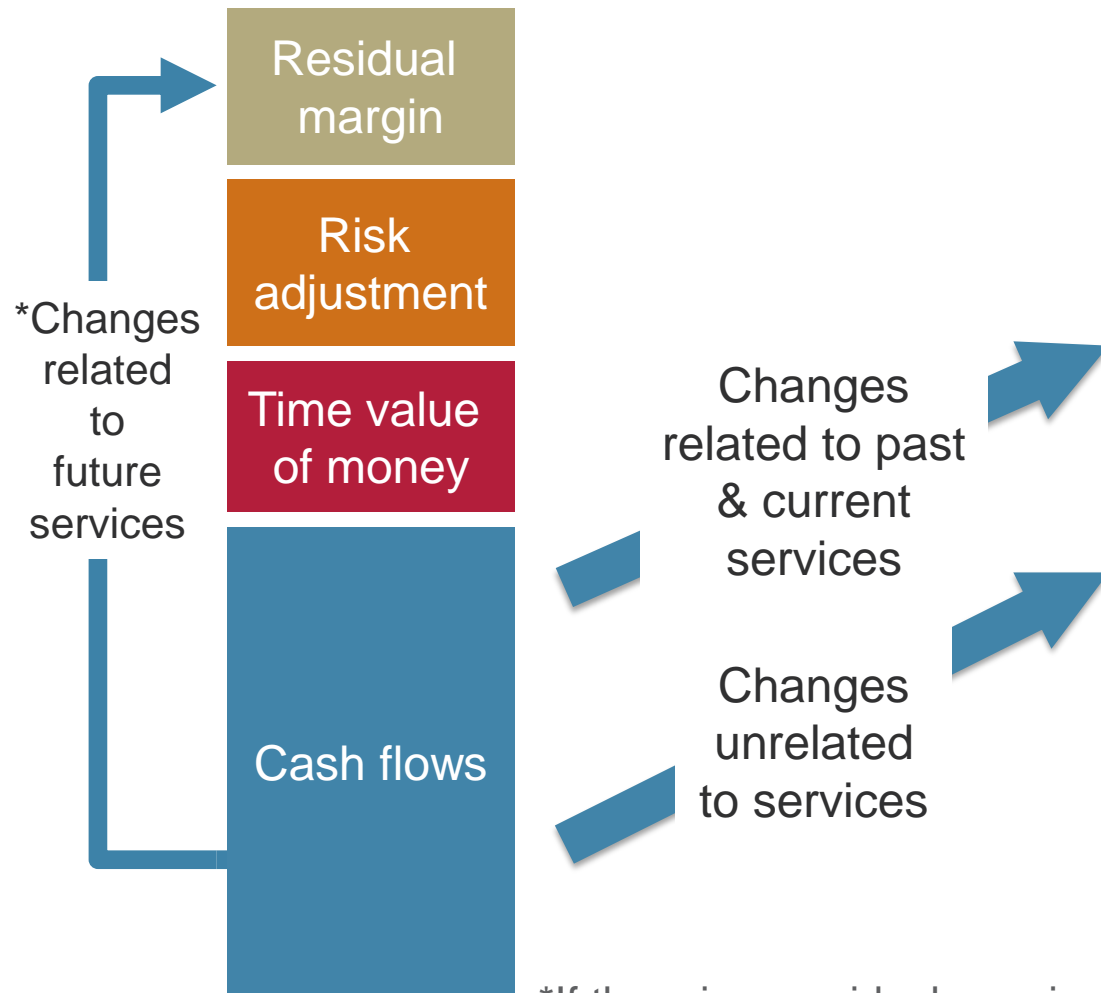 Residual
margin
Risk
adjustment
*Changes
related
to
future
services
Time value
of money
Changes
related to past
& current
services
Changes
unrelated
to services
Cash flows